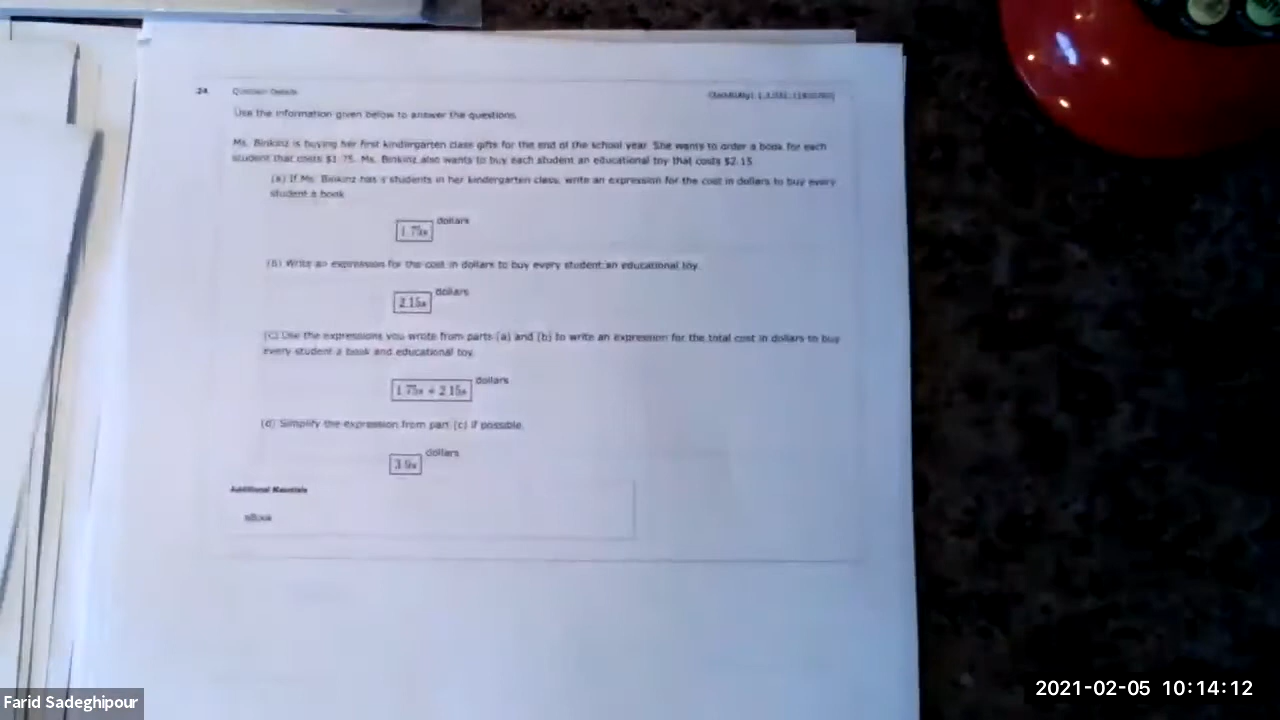 24.
Question Details
Use the information given below to answer the questions.
Ms. Binkinz is buying her first kindergarten class gifts for the end of the school year. She wants to order a book for each
student that costs $1.75. Ms. Binkinz also wants to buy each student an educational toy that costs $2.15.
(a) If Ms. Binkinz has s students in her kindergarten class, write an expression for the cost in dollars to buy every
student a book.
1.75s dollars
(b) Write an expression for the cost in dollars to buy every student an educational toy.
2.15s dollars
(c) Use the expressions you wrote from parts (a) and (b) to write an expression for the total cost in dollars to buy
every student a book and educational toy.
1.75s + 2.15s dollars
(d) Simplify the expression from part (c) if possible.
3.9s dollars
Additional Materials
eBook
Farid Sadeghipour
2021-02-05 10:14:12